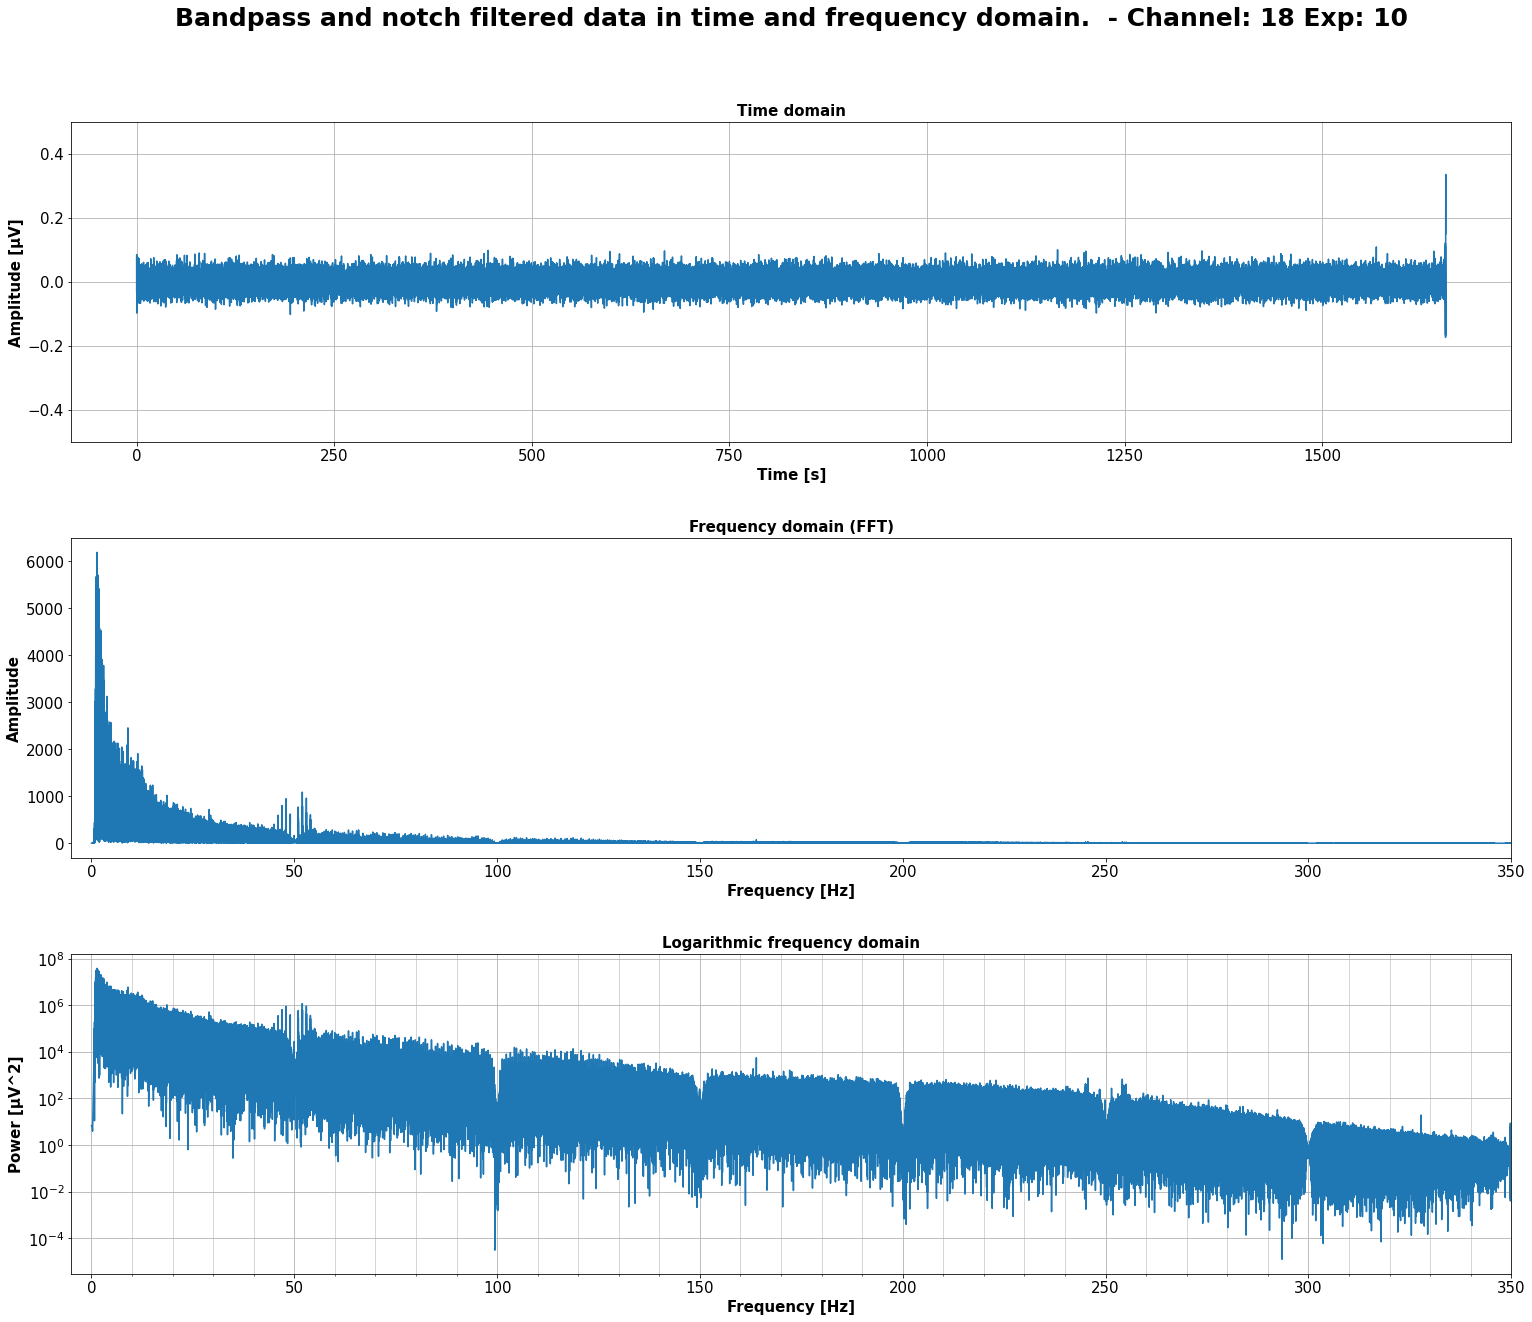 Bandpass and notch filtered data in time and frequency domain.  - Channel: 18 Exp: 10
Time domain
Amplitude [µV]
0.4
0.2
0.0
−0.2
−0.4
0 250 500 750 1000 1250 1500
Time [s]
Frequency domain (FFT)
Amplitude
6000
5000
4000
3000
2000
1000
0
0 50 100 150 200 250 300 350
Frequency [Hz]
Logarithmic frequency domain
Power [µV^2]
10^8
10^6
10^4
10^2
10^0
10^−2
10^−4
0 50 100 150 200 250 300 350
Frequency [Hz]